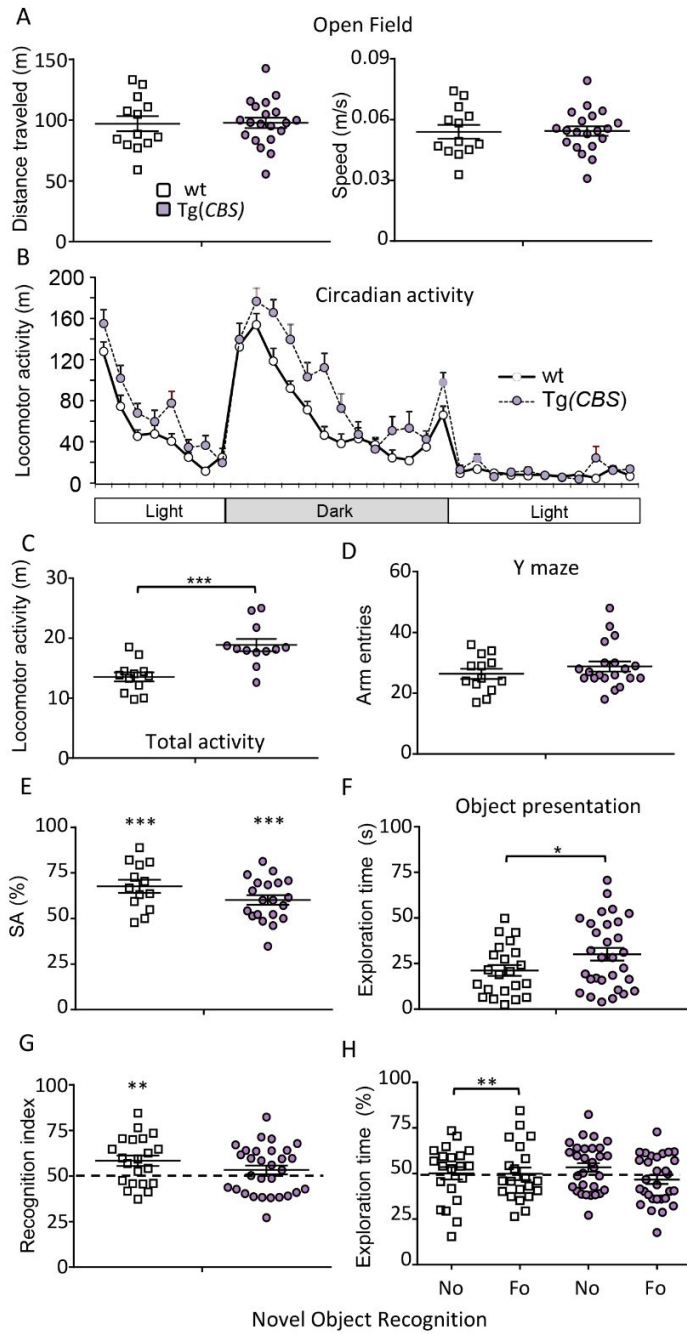 A
Open Field
Distance traveled (m)
150
100
50
0
wt
Tg(CBS)
Speed (m/s)
0.09
0.06
0.03
0.0
B
Locomotor activity (m)
200
160
120
80
40
0
Circadian activity
wt
Tg(CBS)
Light
Dark
Light
C
Locomotor activity (m)
30
20
10
0
***
Total activity
D
Y maze
Arm entries
60
40
20
0
E
SA (%)
100
75
50
25
0
***
***
F
Object presentation
Exploration time (s)
100
75
50
25
0
*
G
Recognition index
100
75
50
25
0
**
H
Exploration time (%)
100
75
50
25
0
**
No
Fo
No
Fo
Novel Object Recognition